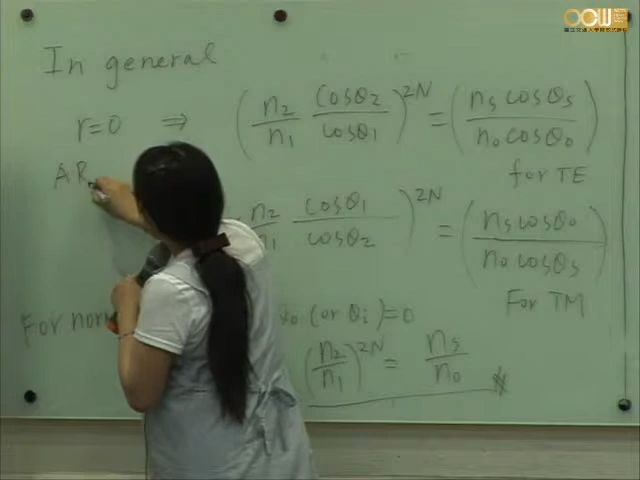 OCW
In general
r=0 ⇒ (n₂/n₁ cosθ₂/cosθ₁)^2N = (nₛ cosθₛ / n₀ cosθ₀)
for TE
AR
n₂/n₁ cosθ₁/cosθ₂)^2N = (nₛ cosθ₀ / n₀ cosθₛ)
For TM
For nor θ₀ (or θᵢ)=0
(n₂/n₁)^2N = nₛ/n₀